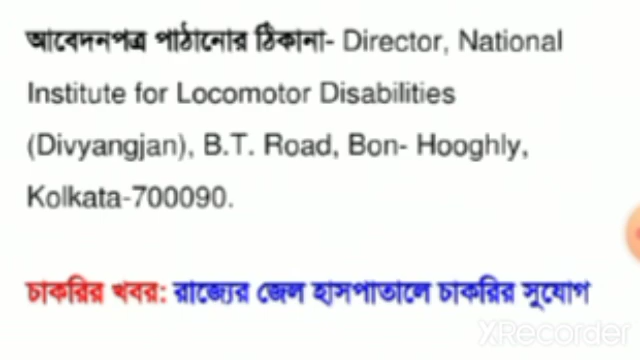 আবেদনপত্র পাঠানোর ঠিকানা- Director, National
Institute for Locomotor Disabilities
(Divyangjan), B.T. Road, Bon- Hooghly,
Kolkata-700090.
চাকরির খবর: রাজ্যের জেল হাসপাতালে চাকরির সুযোগ
XRecorder